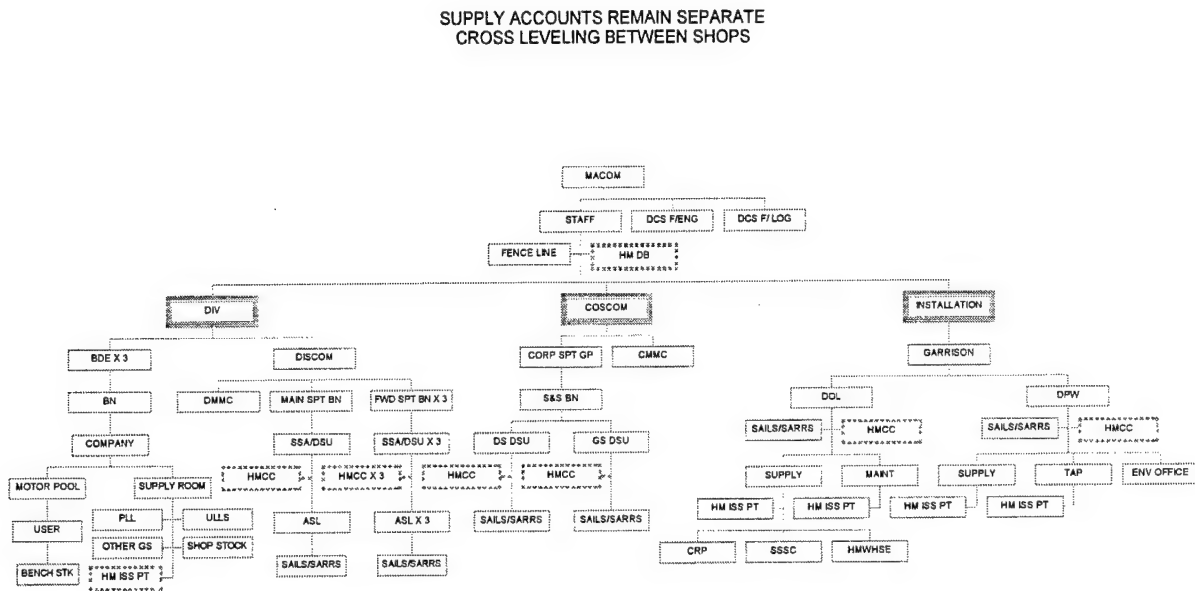 SUPPLY ACCOUNTS REMAIN SEPARATE
CROSS LEVELING BETWEEN SHOPS
MACOM
STAFF
DCS F/ENG
DCS F/ LOG
FENCE LINE
HM DB
DIV
COSCOM
INSTALLATION
BDE X 3
DISCOM
CORP SPT GP
CMMC
GARRISON
BN
DMMC
MAIN SPT BN
FWD SPT BN X 3
S&S BN
DOL
DPW
COMPANY
SSA/DSU
SSA/DSU X 3
DS DSU
GS DSU
SAILS/SARRS
HMCC
SAILS/SARRS
HMCC
MOTOR POOL
SUPPLY ROOM
HMCC
HMCC X 3
HMCC
HMCC
SUPPLY
MAINT
SUPPLY
TAP
ENV OFFICE
USER
PLL
ULLS
ASL
ASL X 3
SAILS/SARRS
SAILS/SARRS
HM ISS PT
HM ISS PT
HM ISS PT
HM ISS PT
OTHER GS
SHOP STOCK
CRP
SSSC
HMWHSE
BENCH STK
HM ISS PT
SAILS/SARRS
SAILS/SARRS